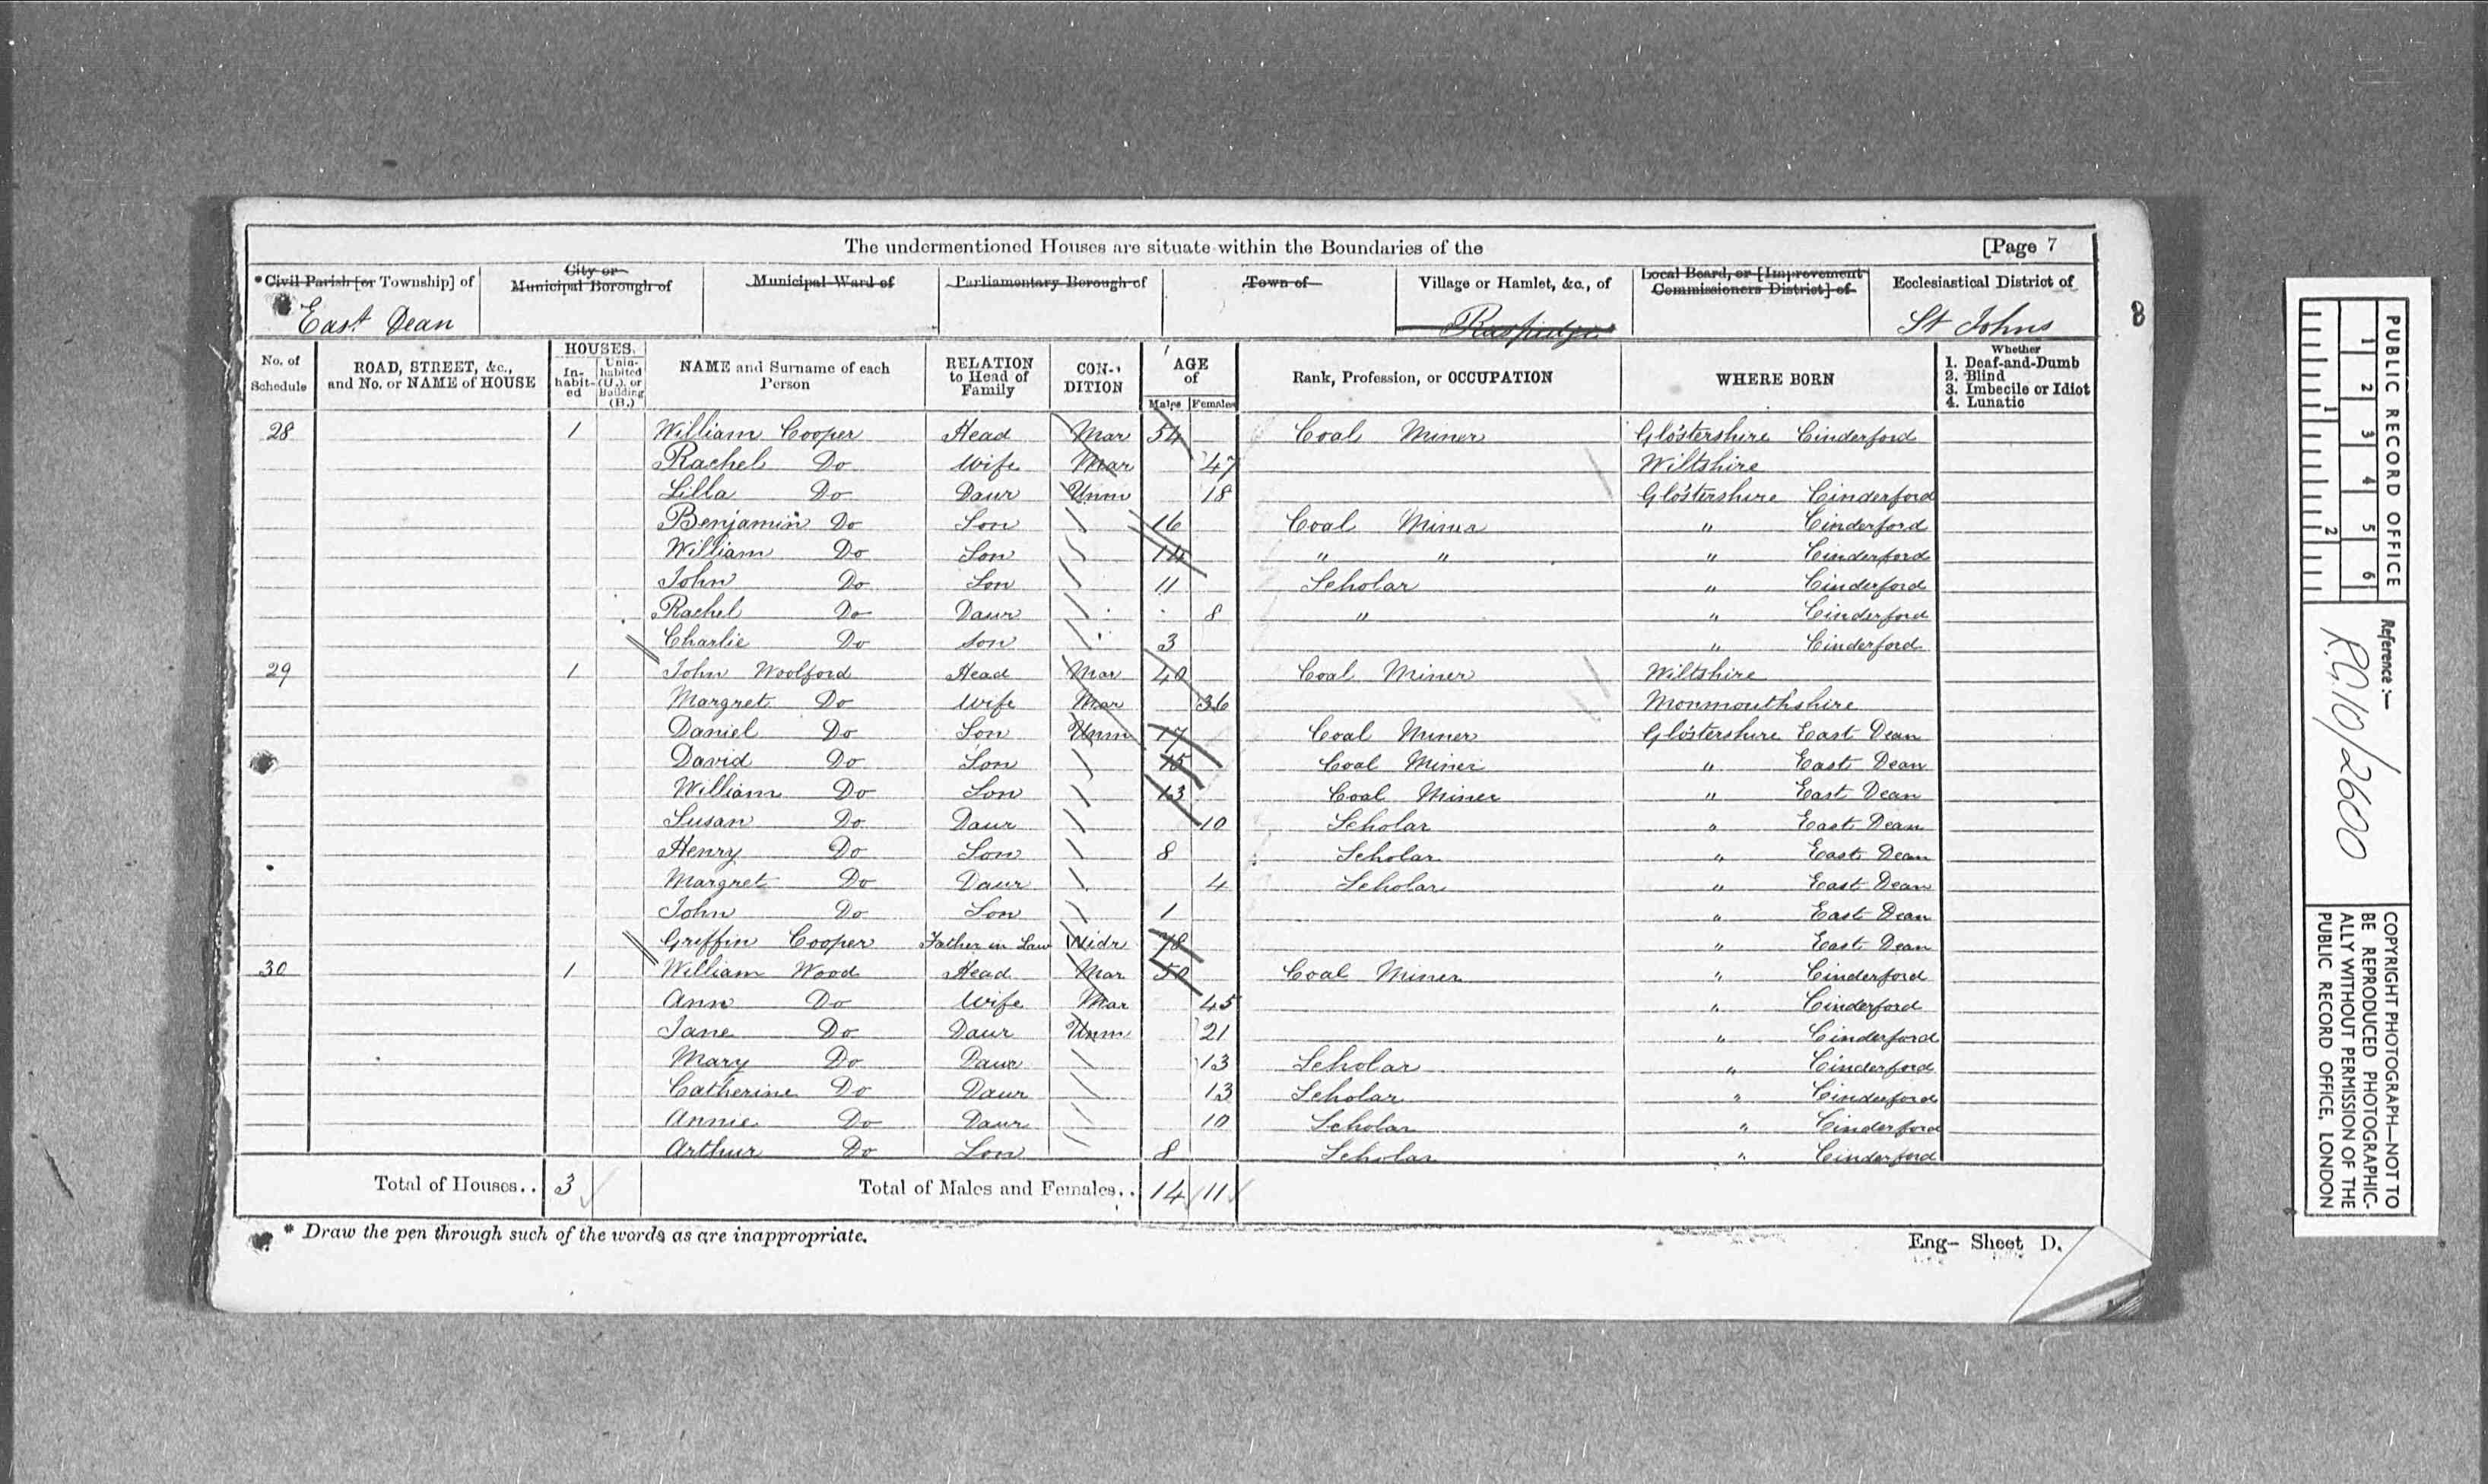 The undermentioned Houses are situate within the Boundaries of the [Page 7
*Civil Parish [or Township] of
East Dean
City or Municipal Borough of
Municipal Ward of
Parliamentary Borough of
Town of
Village or Hamlet, &c., of
Local Board, or [Improvement Commissioners District] of
Ecclesiastical District of
St Johns
8
No. of Schedule
ROAD, STREET, &c., and No. or NAME of HOUSE
HOUSES.
In-habit-ed
Unin-habited (U.), or Building (B.)
NAME and Surname of each Person
RELATION to Head of Family
CON-DITION
AGE of
Males Females
Rank, Profession, or OCCUPATION
WHERE BORN
Whether
1. Deaf-and-Dumb
2. Blind
3. Imbecile or Idiot
4. Lunatic
28 1 William Cooper Head Mar 54 Coal Miner Glostershire Cinderford
Rachel Do Wife Mar 47 Wiltshire
Lilla Do Daur Unm 18 Glostershire Cinderford
Benjamin Do Son 16 Coal Miner " Cinderford
William Do Son 14 " " " Cinderford
John Do Son 11 Scholar " Cinderford
Rachel Do Daur 8 " " Cinderford
Charlie Do Son 3 " Cinderford
29 1 John Woolford Head Mar 40 Coal Miner Wiltshire
Margret Do Wife Mar 36 Monmouthshire
Daniel Do Son Unm 17 Coal Miner Glostershire East Dean
David Do Son 15 Coal Miner " East Dean
William Do Son 13 Coal Miner " East Dean
Susan Do Daur 10 Scholar " East Dean
Henry Do Son 8 Scholar " East Dean
Margret Do Daur 4 Scholar " East Dean
John Do Son 1 " East Dean
Griffin Cooper Father in Law Widr 78 " East Dean
30 1 William Wood Head Mar 50 Coal Miner " Cinderford
Ann Do Wife Mar 45 " Cinderford
Jane Do Daur Unm 21 " Cinderford
Mary Do Daur 13 Scholar " Cinderford
Catherine Do Daur 13 Scholar " Cinderford
Annie Do Daur 10 Scholar " Cinderford
Arthur Do Son 8 Scholar " Cinderford
Total of Houses.. 3 Total of Males and Females.. 14 11
* Draw the pen through such of the words as are inappropriate.
Eng- Sheet D.
PUBLIC RECORD OFFICE
1 2 3 4 5 6
1 2
Reference :-
RG 10/2600
COPYRIGHT PHOTOGRAPH—NOT TO
BE REPRODUCED PHOTOGRAPHIC-
ALLY WITHOUT PERMISSION OF THE
PUBLIC RECORD OFFICE, LONDON